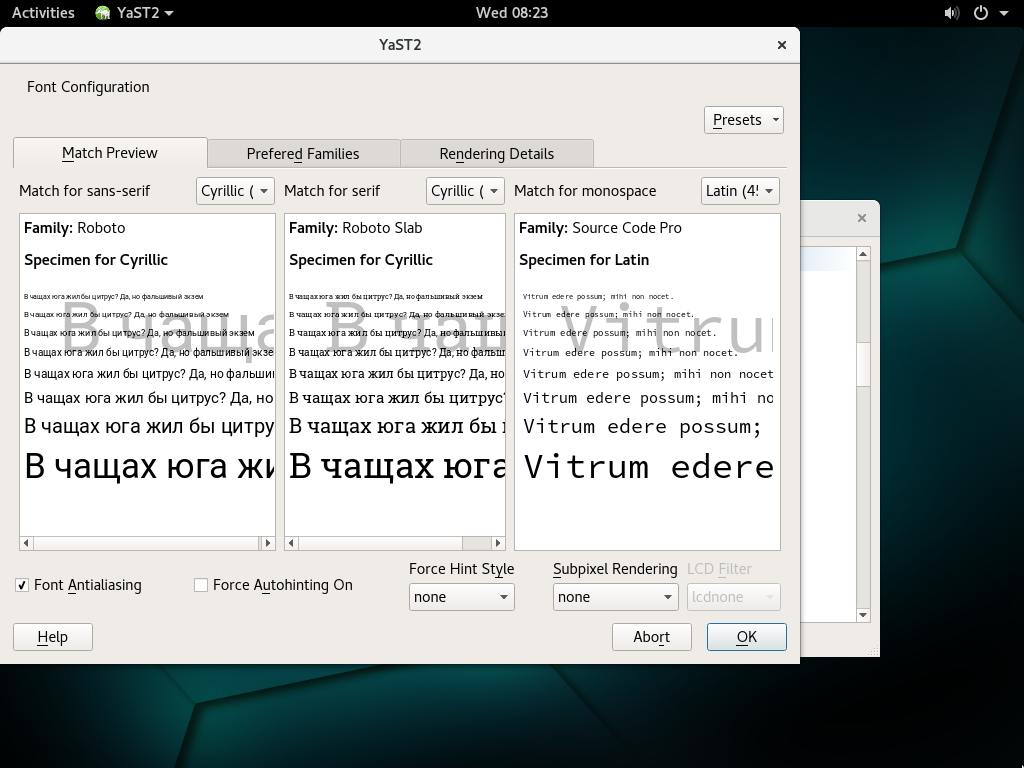 Activities YaST2 Wed 08:23
YaST2
Font Configuration
Presets
Match Preview Prefered Families Rendering Details
Match for sans-serif Cyrillic ( Match for serif Cyrillic ( Match for monospace Latin (4
Family: Roboto
Specimen for Cyrillic
В чаща
В чащах юга жил бы цитрус? Да, но фальшивый экзем
В чащах юга жил бы цитрус? Да, но фальшивый экзем
В чащах юга жил бы цитрус? Да, но фальшивый экзем
В чащах юга жил бы цитрус? Да, но фальшивый экзе
В чащах юга жил бы цитрус? Да, но фальши
В чащах юга жил бы цитрус? Да, но
В чащах юга жил бы цитру
В чащах юга жи
Family: Roboto Slab
Specimen for Cyrillic
В чащ
В чащах юга жил бы цитрус? Да, но фальшивый экзем
В чащах юга жил бы цитрус? Да, но фальшивый экзем
В чащах юга жил бы цитрус? Да, но фальшивы
В чащах юга жил бы цитрус? Да, но фальш
В чащах юга жил бы цитрус? Да, но
В чащах юга жил бы цитрус?
В чащах юга жил бы
В чащах юга
Family: Source Code Pro
Specimen for Latin
Vitru
Vitrum edere possum; mihi non nocet.
Vitrum edere possum; mihi non nocet.
Vitrum edere possum; mihi non nocet.
Vitrum edere possum; mihi non nocet.
Vitrum edere possum; mihi non nocet
Vitrum edere possum; mihi no
Vitrum edere possum;
Vitrum edere
Font Antialiasing Force Autohinting On
Force Hint Style Subpixel Rendering LCD Filter
none none lcdnone
Help Abort OK